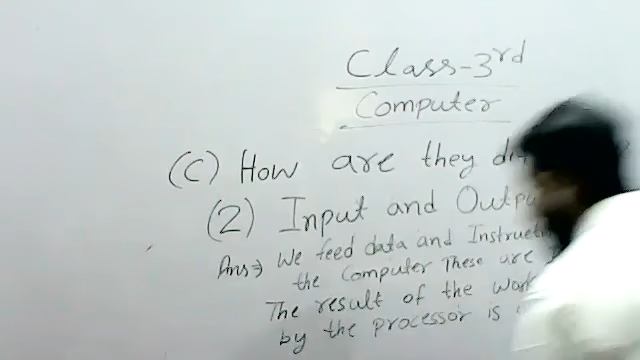 Class-3rd
Computer
(C) How are they
(2) Input and
Ans⇒ We feed data and
the Computer These are
The result of the work
by the processor is